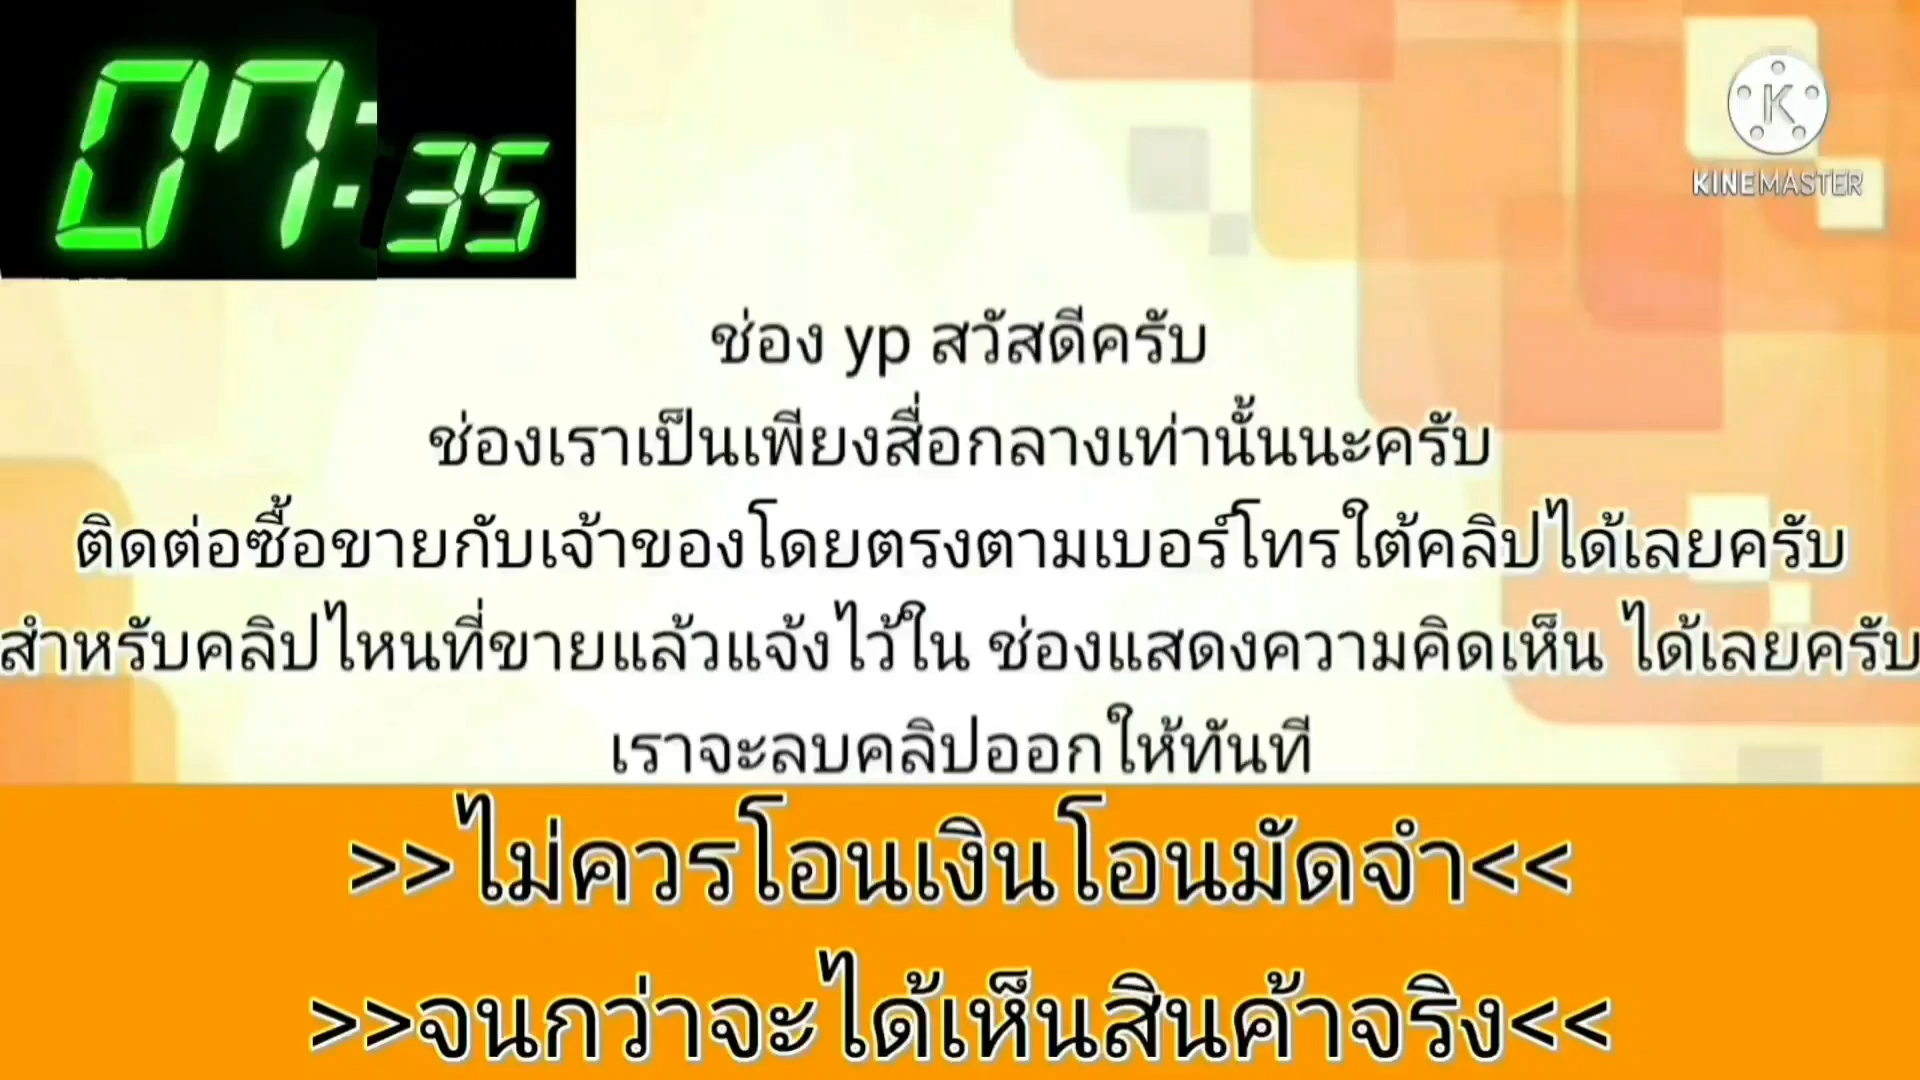 07:35
KINEMASTER
ช่อง yp สวัสดีครับ
ช่องเราเป็นเพียงสื่อกลางเท่านั้นนะครับ
ติดต่อซื้อขายกับเจ้าของโดยตรงตามเบอร์โทรใต้คลิปได้เลยครับ
สำหรับคลิปไหนที่ขายแล้วแจ้งไว้ใน ช่องแสดงความคิดเห็น ได้เลยครับ
เราจะลบคลิปออกให้ทันที
>>ไม่ควรโอนเงินโอนมัดจำ<<
>>จนกว่าจะได้เห็นสินค้าจริง<<